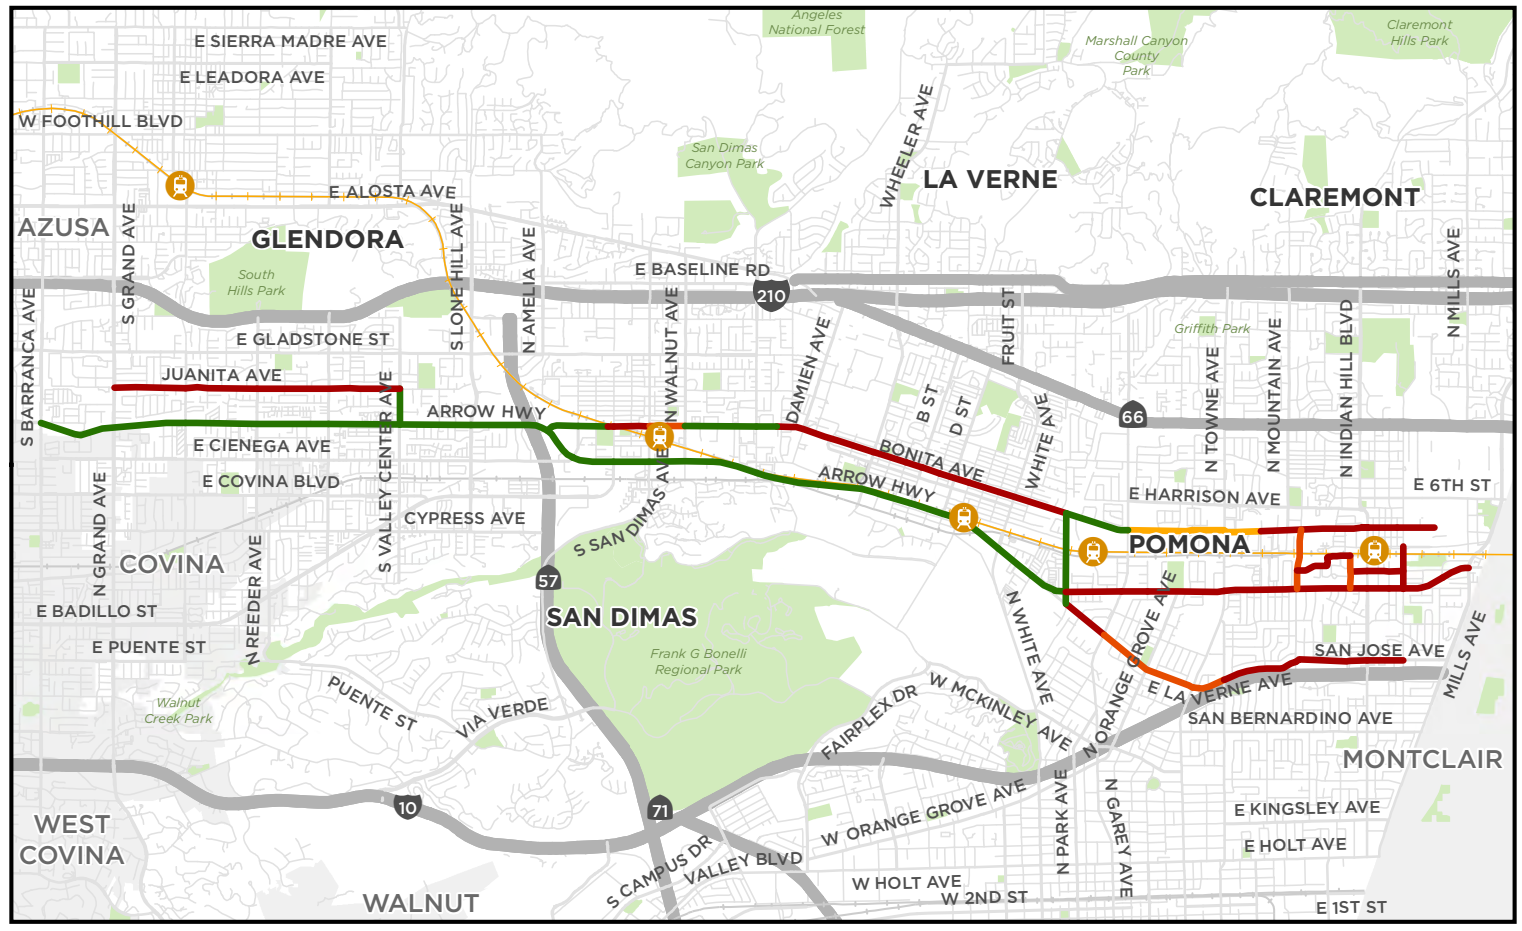 Angeles
National Forest
Claremont
Hills Park
E SIERRA MADRE AVE
Marshall Canyon
County
Park
E LEADORA AVE
W FOOTHILL BLVD
WHEELER AVE
San Dimas
Canyon Park
LA VERNE
CLAREMONT
E ALOSTA AVE
AZUSA
S GRAND AVE
GLENDORA
S LONE HILL AVE
N AMELIA AVE
N MILLS AVE
South
Hills Park
E BASELINE RD
210
S BARRANCA AVE
N WALNUT AVE
DAMIEN AVE
FRUIT ST
Griffith Park
N TOWNE AVE
N MOUNTAIN AVE
N INDIAN HILL BLVD
E GLADSTONE ST
JUANITA AVE
S VALLEY CENTER AVE
ARROW HWY
B ST
D ST
WHITE AVE
66
E CIENEGA AVE
BONITA AVE
E COVINA BLVD
ARROW HWY
E HARRISON AVE
E 6TH ST
N GRAND AVE
CYPRESS AVE
S SAN DIMAS AVE
POMONA
COVINA
N REEDER AVE
57
E BADILLO ST
SAN DIMAS
N WHITE AVE
N ORANGE GROVE AVE
MILLS AVE
E PUENTE ST
Frank G Bonelli
Regional Park
SAN JOSE AVE
PUENTE ST
W MCKINLEY AVE
E LA VERNE AVE
Walnut
Creek Park
VIA VERDE
FAIRPLEX DR
SAN BERNARDINO AVE
MONTCLAIR
10
71
N PARK AVE
N GAREY AVE
E KINGSLEY AVE
WEST
COVINA
W ORANGE GROVE AVE
E HOLT AVE
S CAMPUS DR
VALLEY BLVD
W HOLT AVE
WALNUT
W 2ND ST
E 1ST ST